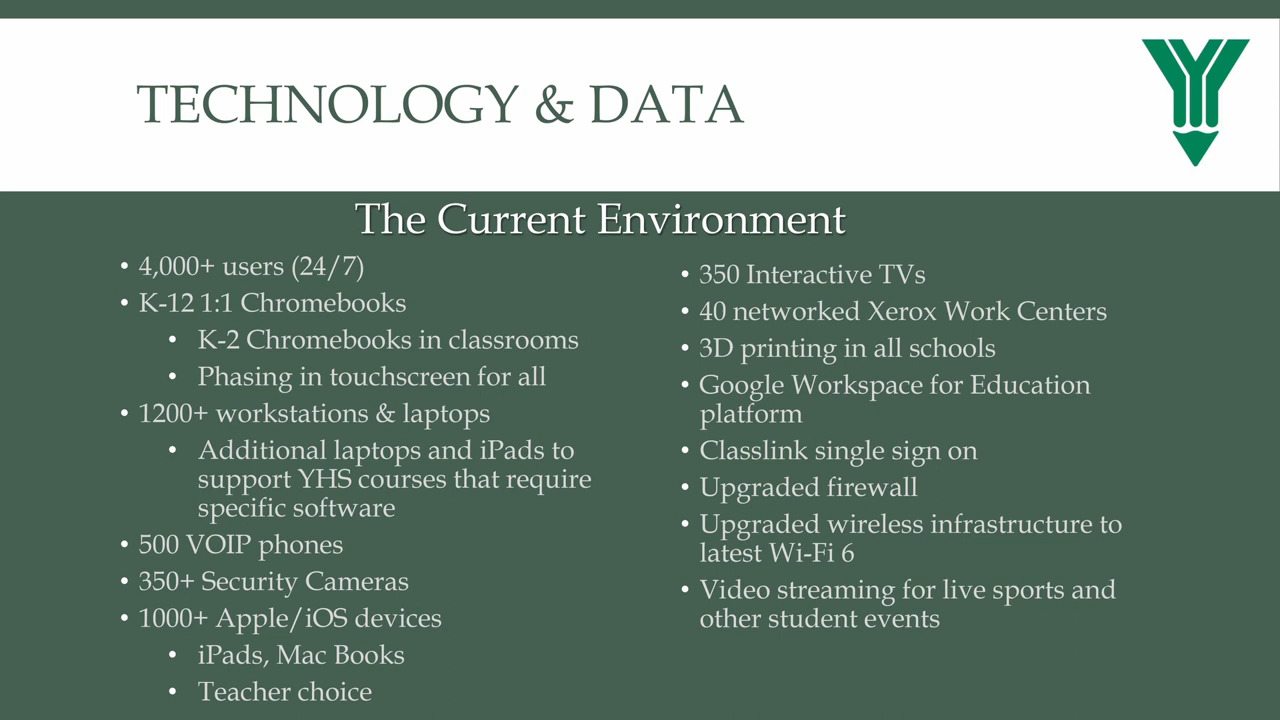 TECHNOLOGY & DATA
The Current Environment
• 4,000+ users (24/7)
• K-12 1:1 Chromebooks
• K-2 Chromebooks in classrooms
• Phasing in touchscreen for all
• 1200+ workstations & laptops
• Additional laptops and iPads to
support YHS courses that require
specific software
• 500 VOIP phones
• 350+ Security Cameras
• 1000+ Apple/iOS devices
• iPads, Mac Books
• Teacher choice
• 350 Interactive TVs
• 40 networked Xerox Work Centers
• 3D printing in all schools
• Google Workspace for Education
platform
• Classlink single sign on
• Upgraded firewall
• Upgraded wireless infrastructure to
latest Wi-Fi 6
• Video streaming for live sports and
other student events